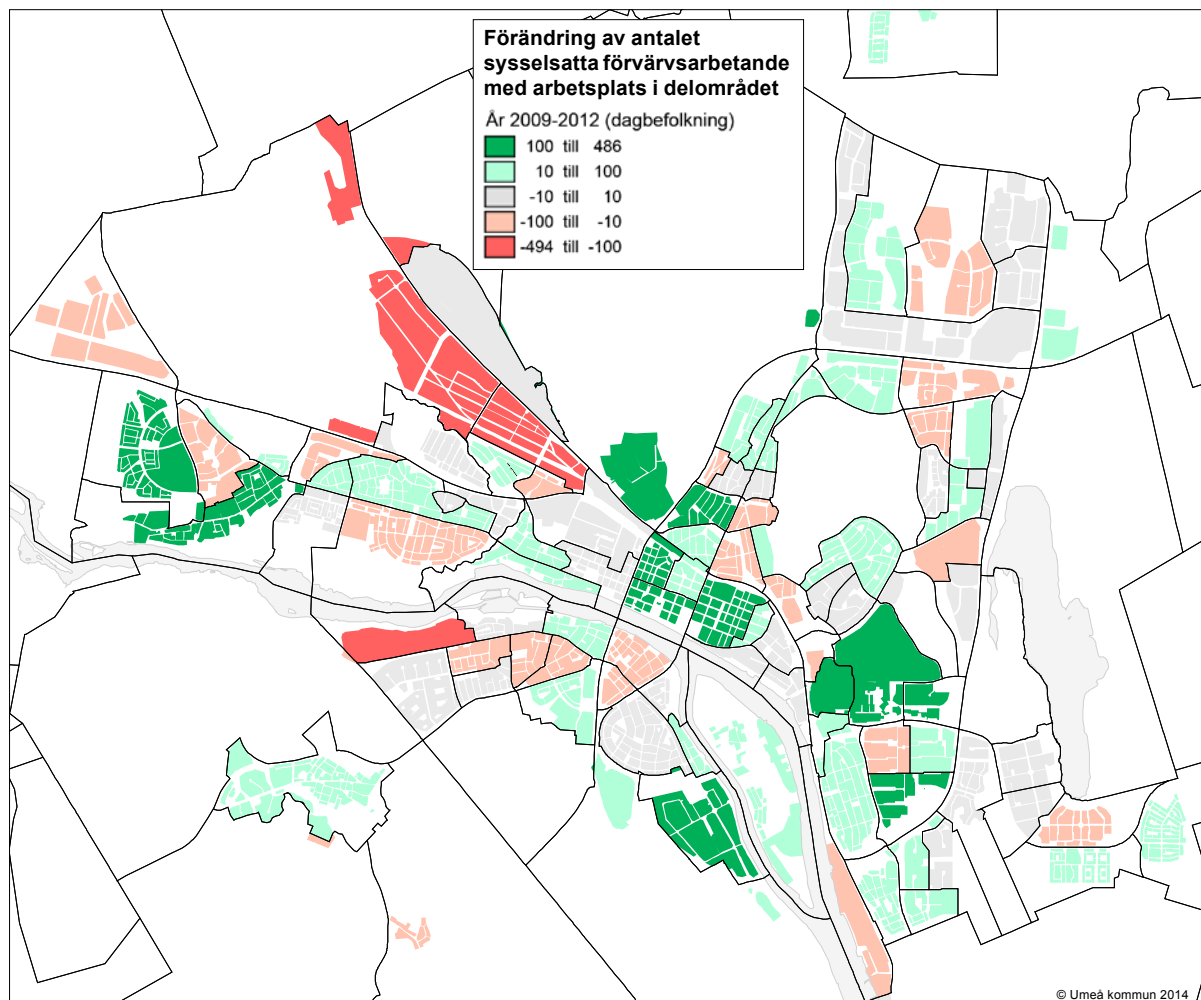 Förändring av antalet
sysselsatta förvärvsarbetande
med arbetsplats i delområdet
År 2009-2012 (dagbefolkning)
100 till 486
10 till 100
-10 till 10
-100 till -10
-494 till -100
© Umeå kommun 2014